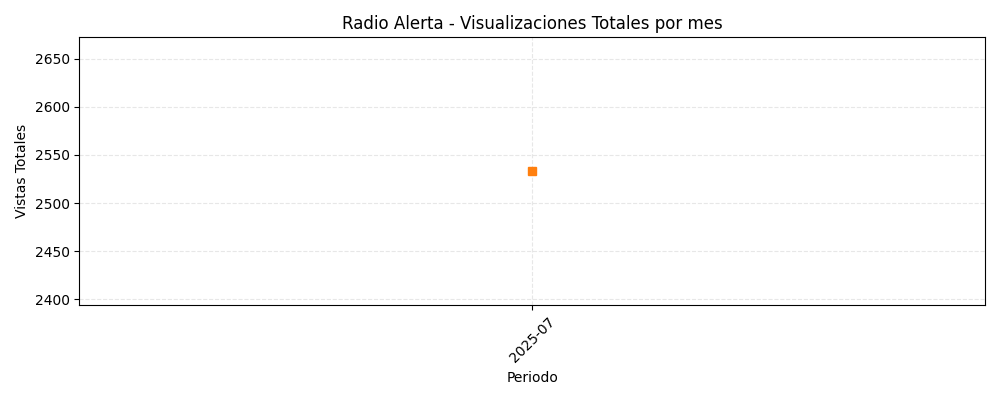 Radio Alerta - Visualizaciones Totales por mes
Vistas Totales
2650
2600
2550
2500
2450
2400
2025-07
Periodo